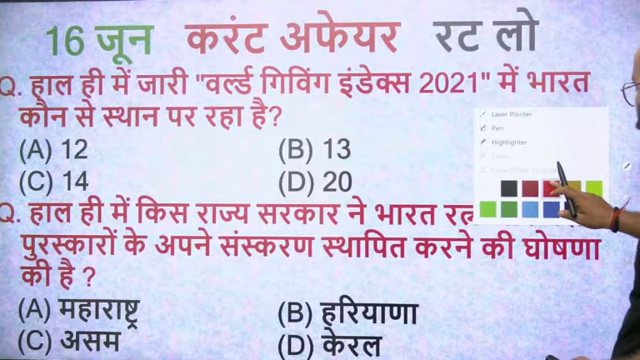 16 जून करंट अफेयर रट लो
Q. हाल ही में जारी "वर्ल्ड गिविंग इंडेक्स 2021" में भारत
कौन से स्थान पर रहा है?
(A) 12 (B) 13
(C) 14 (D) 20
Laser Pointer
Pen
Highlighter
Q. हाल ही में किस राज्य सरकार ने भारत
पुरस्कारों के अपने संस्करण स्थापित करने की घोषणा
की है ?
(A) महाराष्ट्र (B) हरियाणा
(C) असम (D) केरल